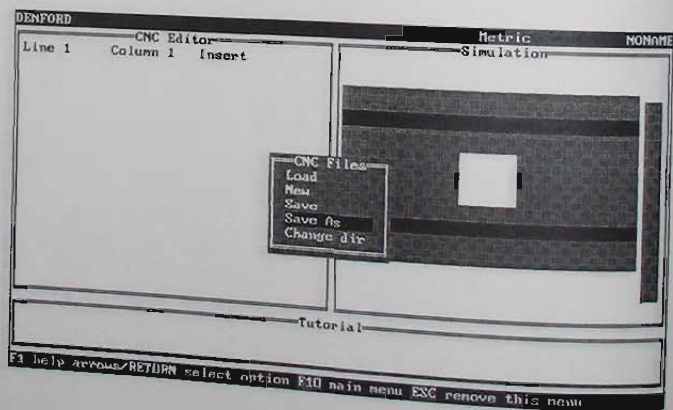 DENFORD Metric NONAME
CNC Editor
Line 1 Column 1 Insert
Simulation
CNC Files
Load
New
Save
Save As
Change dir
Tutorial
F1 help arrows/RETURN select option F10 main menu ESC remove this menu